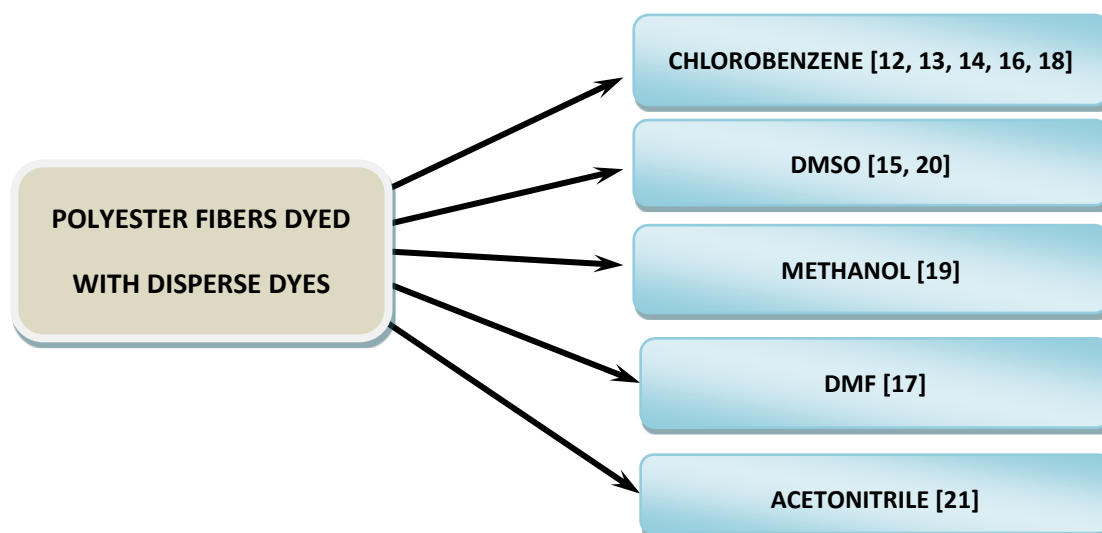 CHLOROBENZENE [12, 13, 14, 16, 18]
DMSO [15, 20]
POLYESTER FIBERS DYED
WITH DISPERSE DYES
METHANOL [19]
DMF [17]
ACETONITRILE [21]